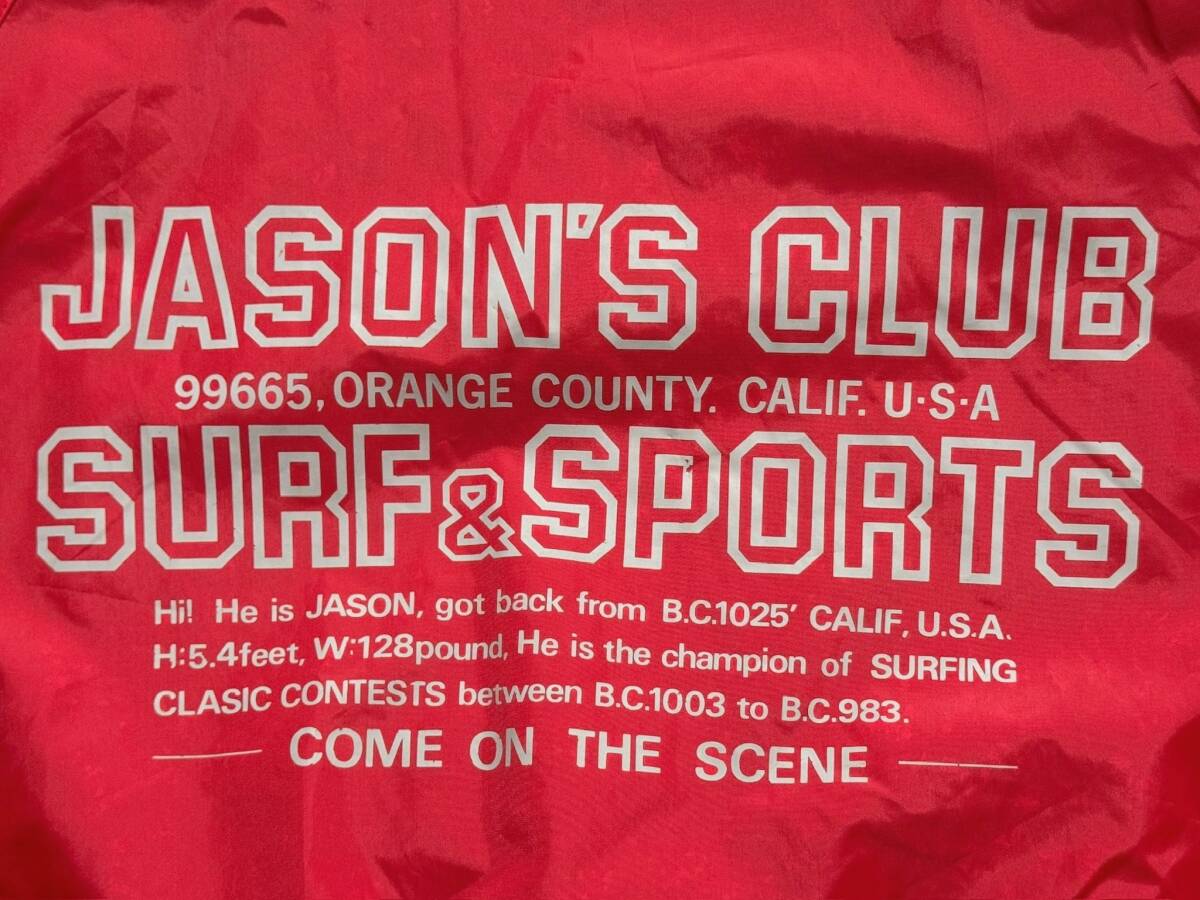 JASON'S CLUB
99665, ORANGE COUNTY. CALIF. U·S·A
SURF & SPORTS
Hi! He is JASON, got back from B.C.1025' CALIF, U.S.A.
H:5.4feet, W:128pound, He is the champion of SURFING
CLASIC CONTESTS between B.C.1003 to B.C.983.
COME ON THE SCENE